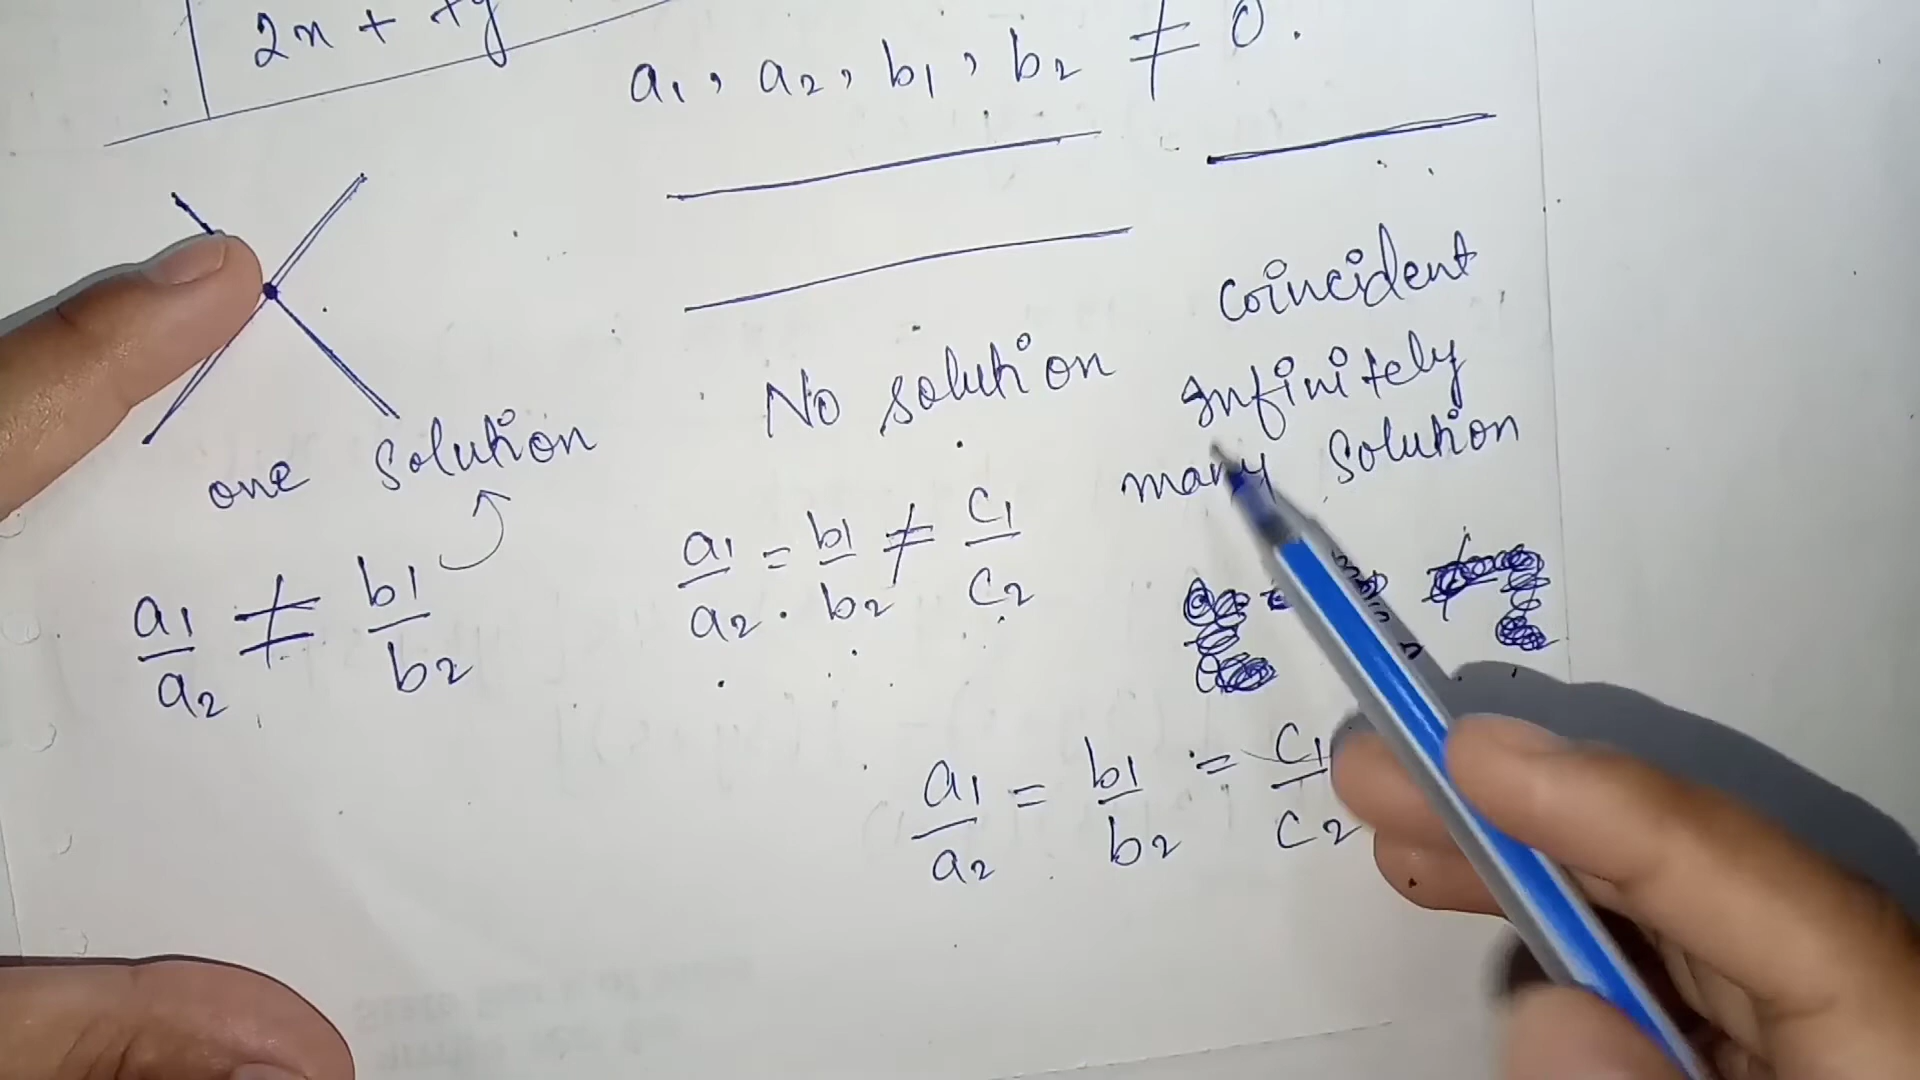 2x + +y
a1, a2, b1, b2 ≠ 0.
one solution
a1/a2 ≠ b1/b2
No solution
a1/a2 = b1/b2 ≠ c1/c2
coincident
Infinitely
many solution
a1/a2 = b1/b2 = c1/c2